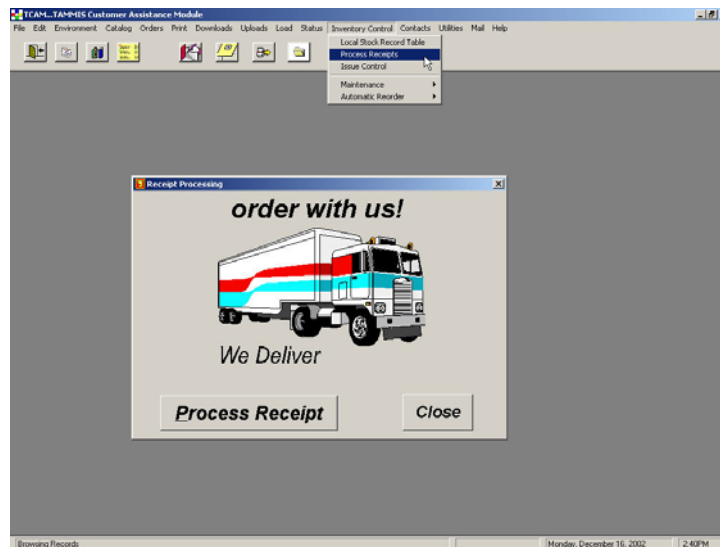 TCAM...TAMMIS Customer Assistance Module
File Edit Environment Catalog Orders Print Downloads Uploads Load Status Inventory Control Contacts Utilities Mail Help
Local Stock Record Table
Process Receipts
Issue Control
Maintenance
Automatic Reorder
Receipt Processing
order with us!
We Deliver
Process Receipt Close
Browsing Records Monday, December 16, 2002 2:40PM